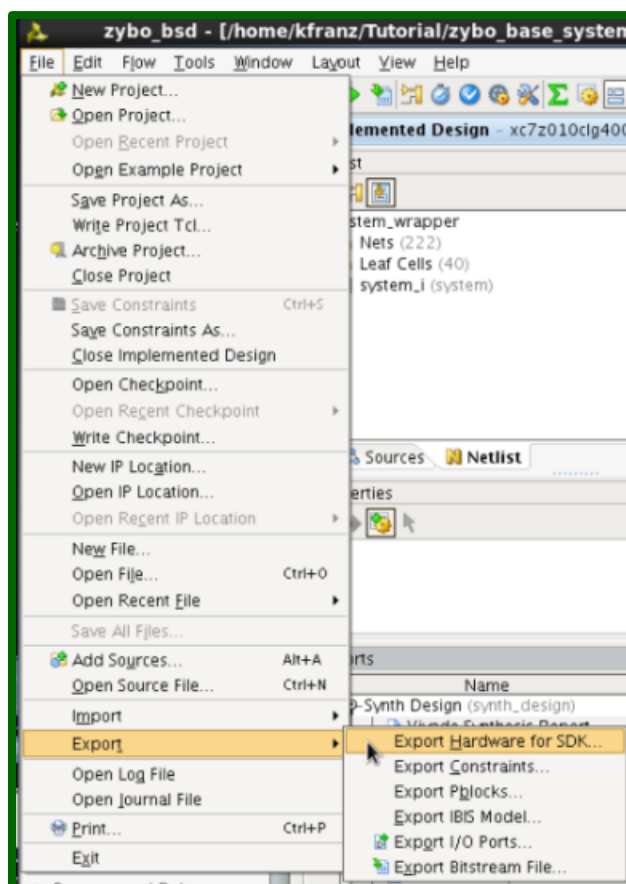 zybo_bsd - [/home/kfranz/Tutorial/zybo_base_system
File Edit Flow Tools Window Layout View Help
New Project...
Open Project...
lemented Design - xc7z010clg400
Open Recent Project
st
Open Example Project
Save Project As...
stem_wrapper
Write Project Tcl...
Nets (222)
Archive Project...
Leaf Cells (40)
Close Project
system_i (system)
Save Constraints Ctrl+S
Save Constraints As...
Close Implemented Design
Open Checkpoint...
Open Recent Checkpoint
Write Checkpoint...
Sources Netlist
New IP Location...
Open IP Location...
erties
Open Recent IP Location
New File...
Open File... Ctrl+O
Open Recent File
Save All Files...
Add Sources... Alt+A
rts
Open Source File... Ctrl+N
Name
Synth Design (synth_design)
Import
Vivado Synthesis Report
Export
Export Hardware for SDK...
Open Log File
Export Constraints...
Open Journal File
Export Pblocks...
Print... Ctrl+P
Export IBIS Model...
Exit
Export I/O Ports...
Export Bitstream File...